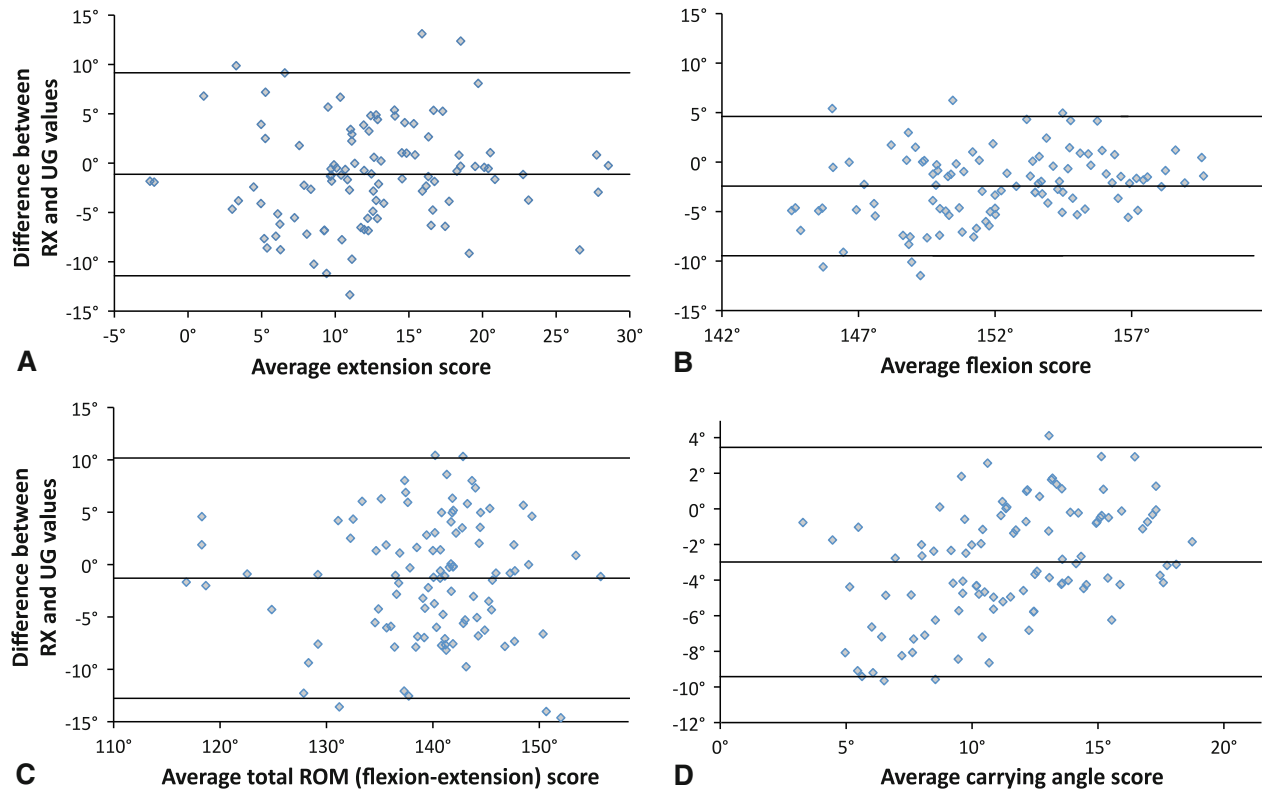 15°
10°
5°
0°
-5°
-10°
-15°
Difference between
RX and UG values
-5° 0° 5° 10° 15° 20° 25° 30°
A Average extension score
15°
10°
5°
0°
-5°
-10°
-15°
142° 147° 152° 157°
B Average flexion score
15°
10°
5°
0°
-5°
-10°
-15°
Difference between
RX and UG values
110° 120° 130° 140° 150°
C Average total ROM (flexion-extension) score
4°
2°
0°
-2°
-4°
-6°
-8°
-10°
-12°
0° 5° 10° 15° 20°
D Average carrying angle score